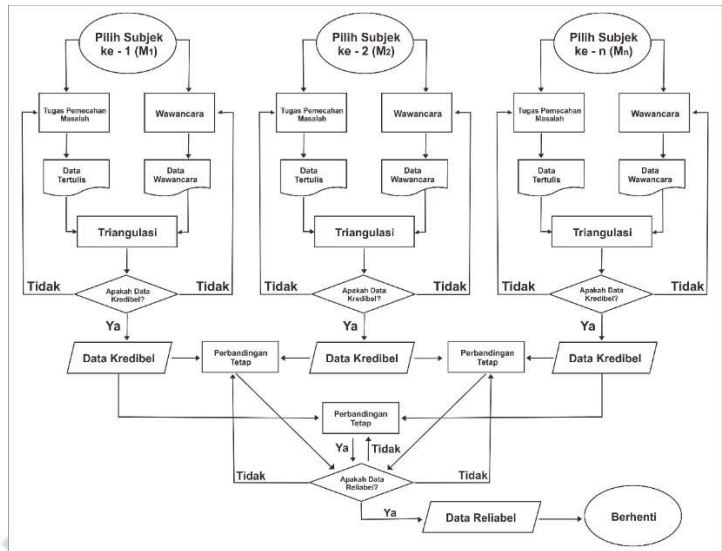 Pilih Subjek
ke - 1 (M1)
Pilih Subjek
ke - 2 (M2)
Pilih Subjek
ke - n (Mn)
Tugas Pemecahan
Masalah
Wawancara
Tugas Pemecahan
Masalah
Wawancara
Tugas Pemecahan
Masalah
Wawancara
Data
Tertulis
Data
Wawancara
Data
Tertulis
Data
Wawancara
Data
Tertulis
Data
Wawancara
Triangulasi
Triangulasi
Triangulasi
Tidak
Apakah Data
Kredibel?
Tidak
Tidak
Apakah Data
Kredibel?
Tidak
Tidak
Apakah Data
Kredibel?
Tidak
Ya
Ya
Ya
Data Kredibel
Perbandingan
Tetap
Data Kredibel
Perbandingan
Tetap
Data Kredibel
Perbandingan
Tetap
Ya
Tidak
Tidak
Apakah Data
Reliabel?
Tidak
Ya
Data Reliabel
Berhenti